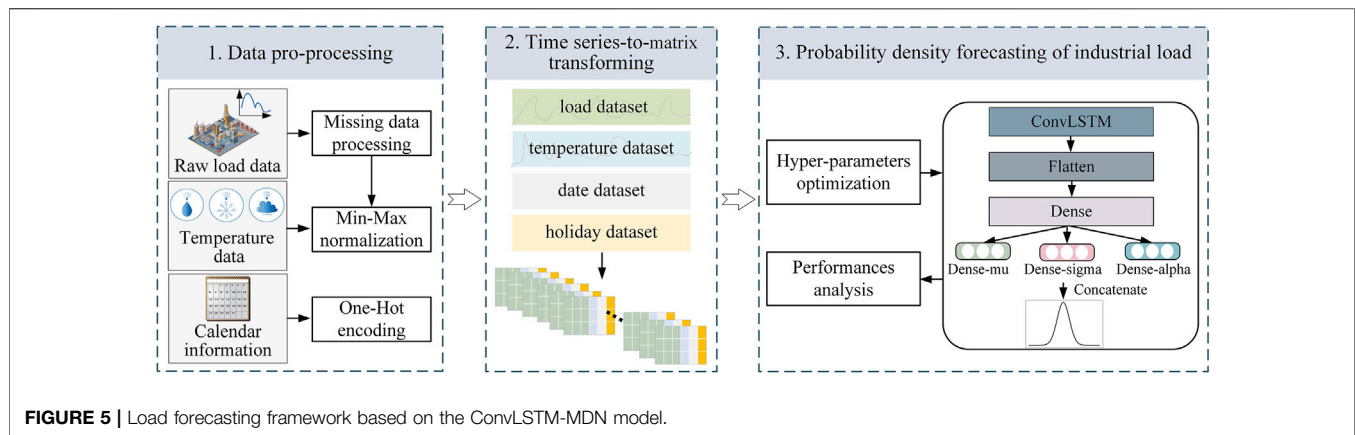 1. Data pro-processing
Raw load data
Missing data
processing
Temperature
data
Min-Max
normalization
Calendar
information
One-Hot
encoding
2. Time series-to-matrix
transforming
load dataset
temperature dataset
date dataset
holiday dataset
3. Probability density forecasting of industrial load
Hyper-parameters
optimization
Performances
analysis
ConvLSTM
Flatten
Dense
Dense-mu
Dense-sigma
Dense-alpha
Concatenate
FIGURE 5 | Load forecasting framework based on the ConvLSTM-MDN model.